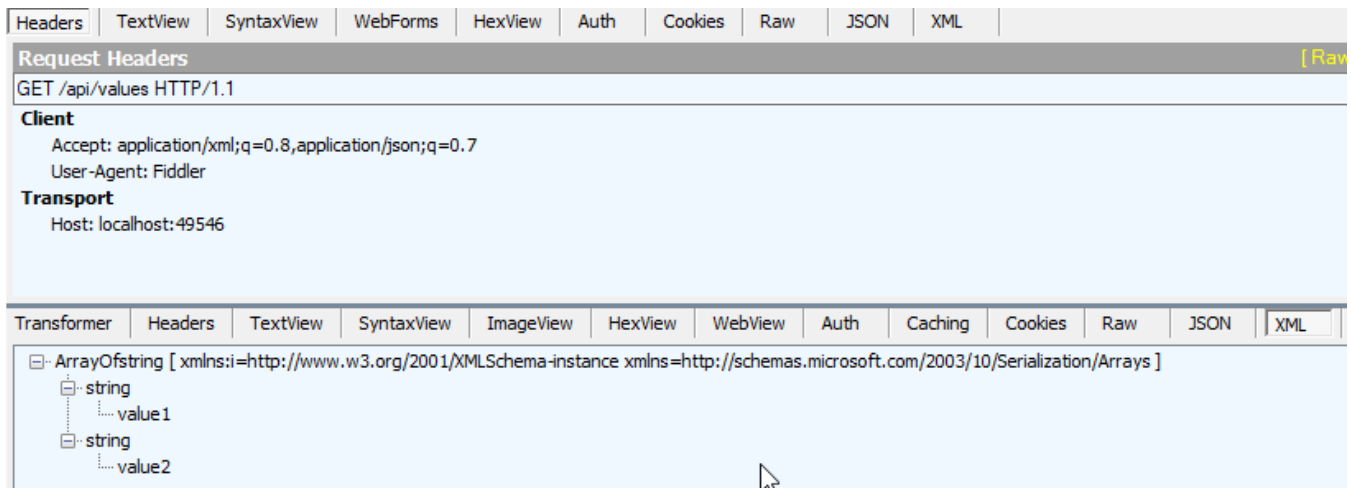 Headers TextView SyntaxView WebForms HexView Auth Cookies Raw JSON XML
Request Headers [ Raw
GET /api/values HTTP/1.1
Client
Accept: application/xml;q=0.8,application/json;q=0.7
User-Agent: Fiddler
Transport
Host: localhost:49546
Transformer Headers TextView SyntaxView ImageView HexView WebView Auth Caching Cookies Raw JSON XML
ArrayOfstring [ xmlns:i=http://www.w3.org/2001/XMLSchema-instance xmlns=http://schemas.microsoft.com/2003/10/Serialization/Arrays ]
string
value1
string
value2